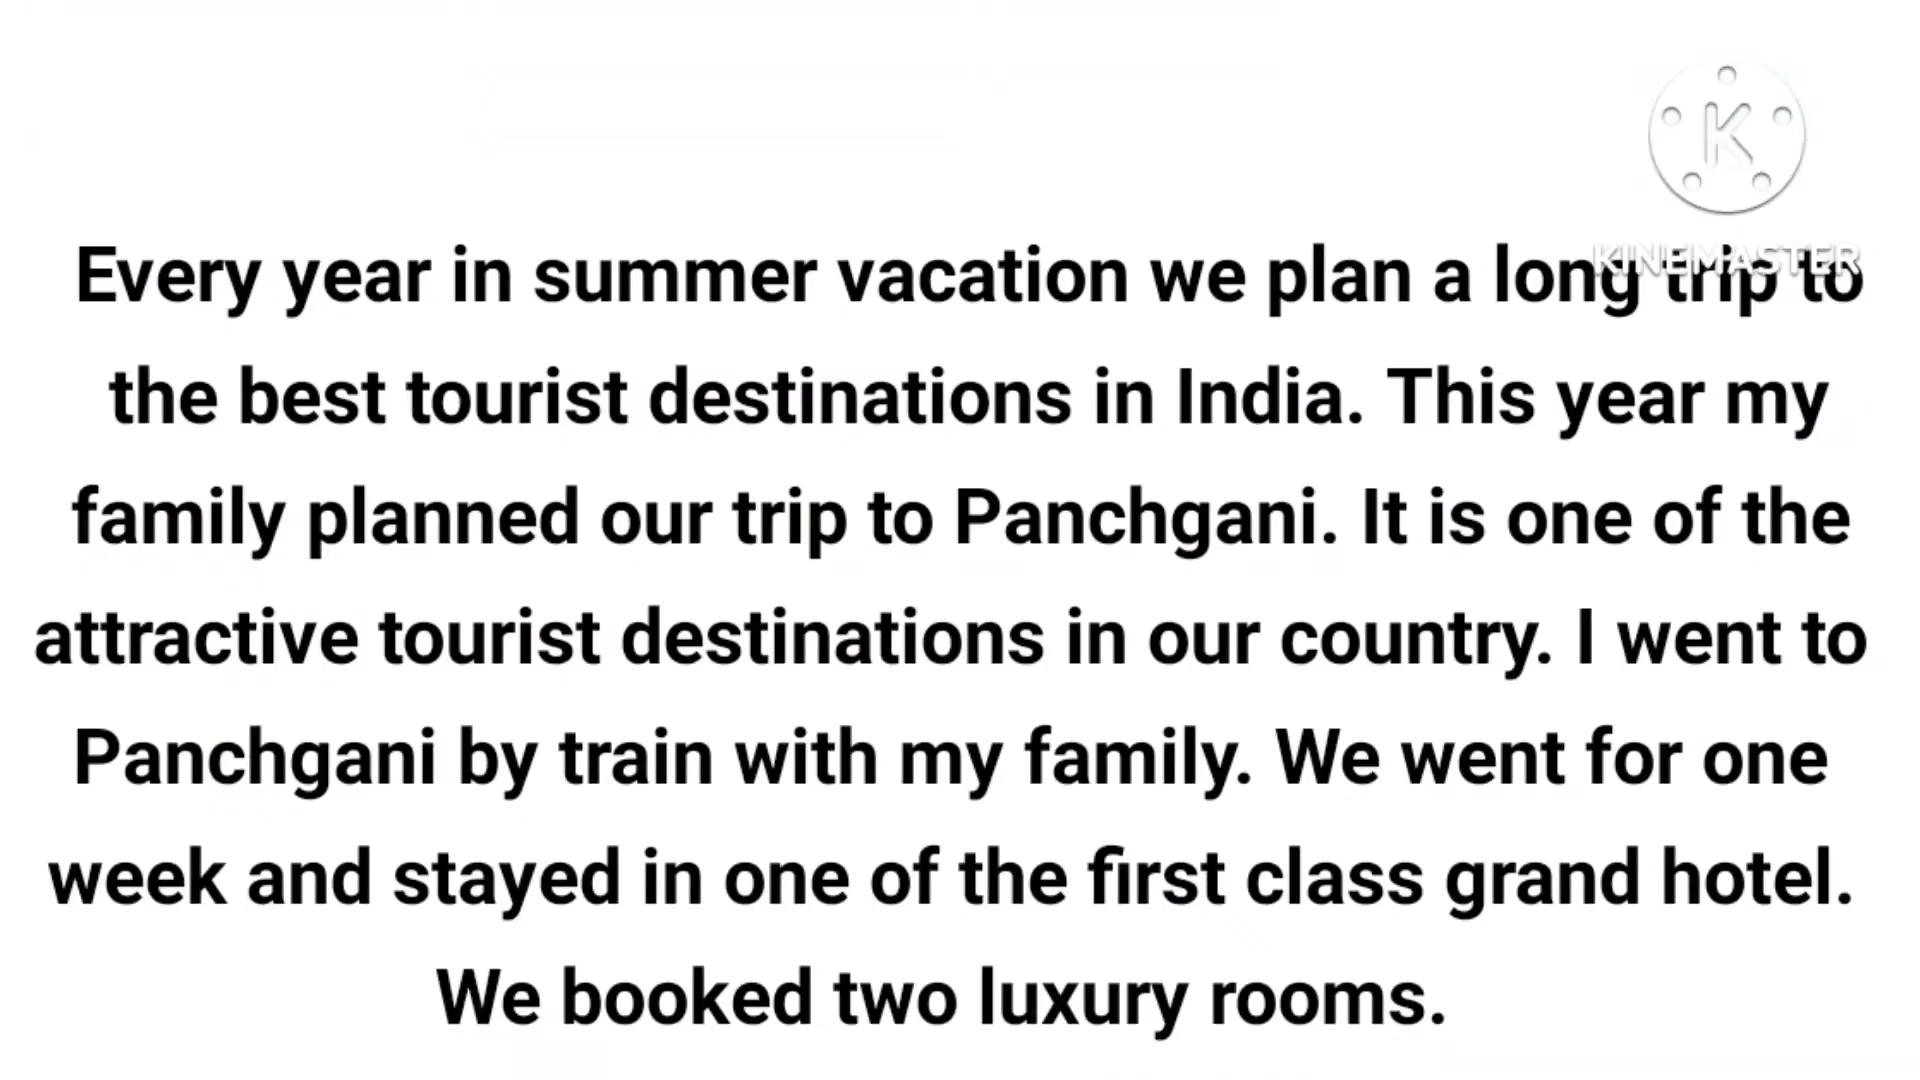 K
KINEMASTER
Every year in summer vacation we plan a long trip to
the best tourist destinations in India. This year my
family planned our trip to Panchgani. It is one of the
attractive tourist destinations in our country. I went to
Panchgani by train with my family. We went for one
week and stayed in one of the first class grand hotel.
We booked two luxury rooms.